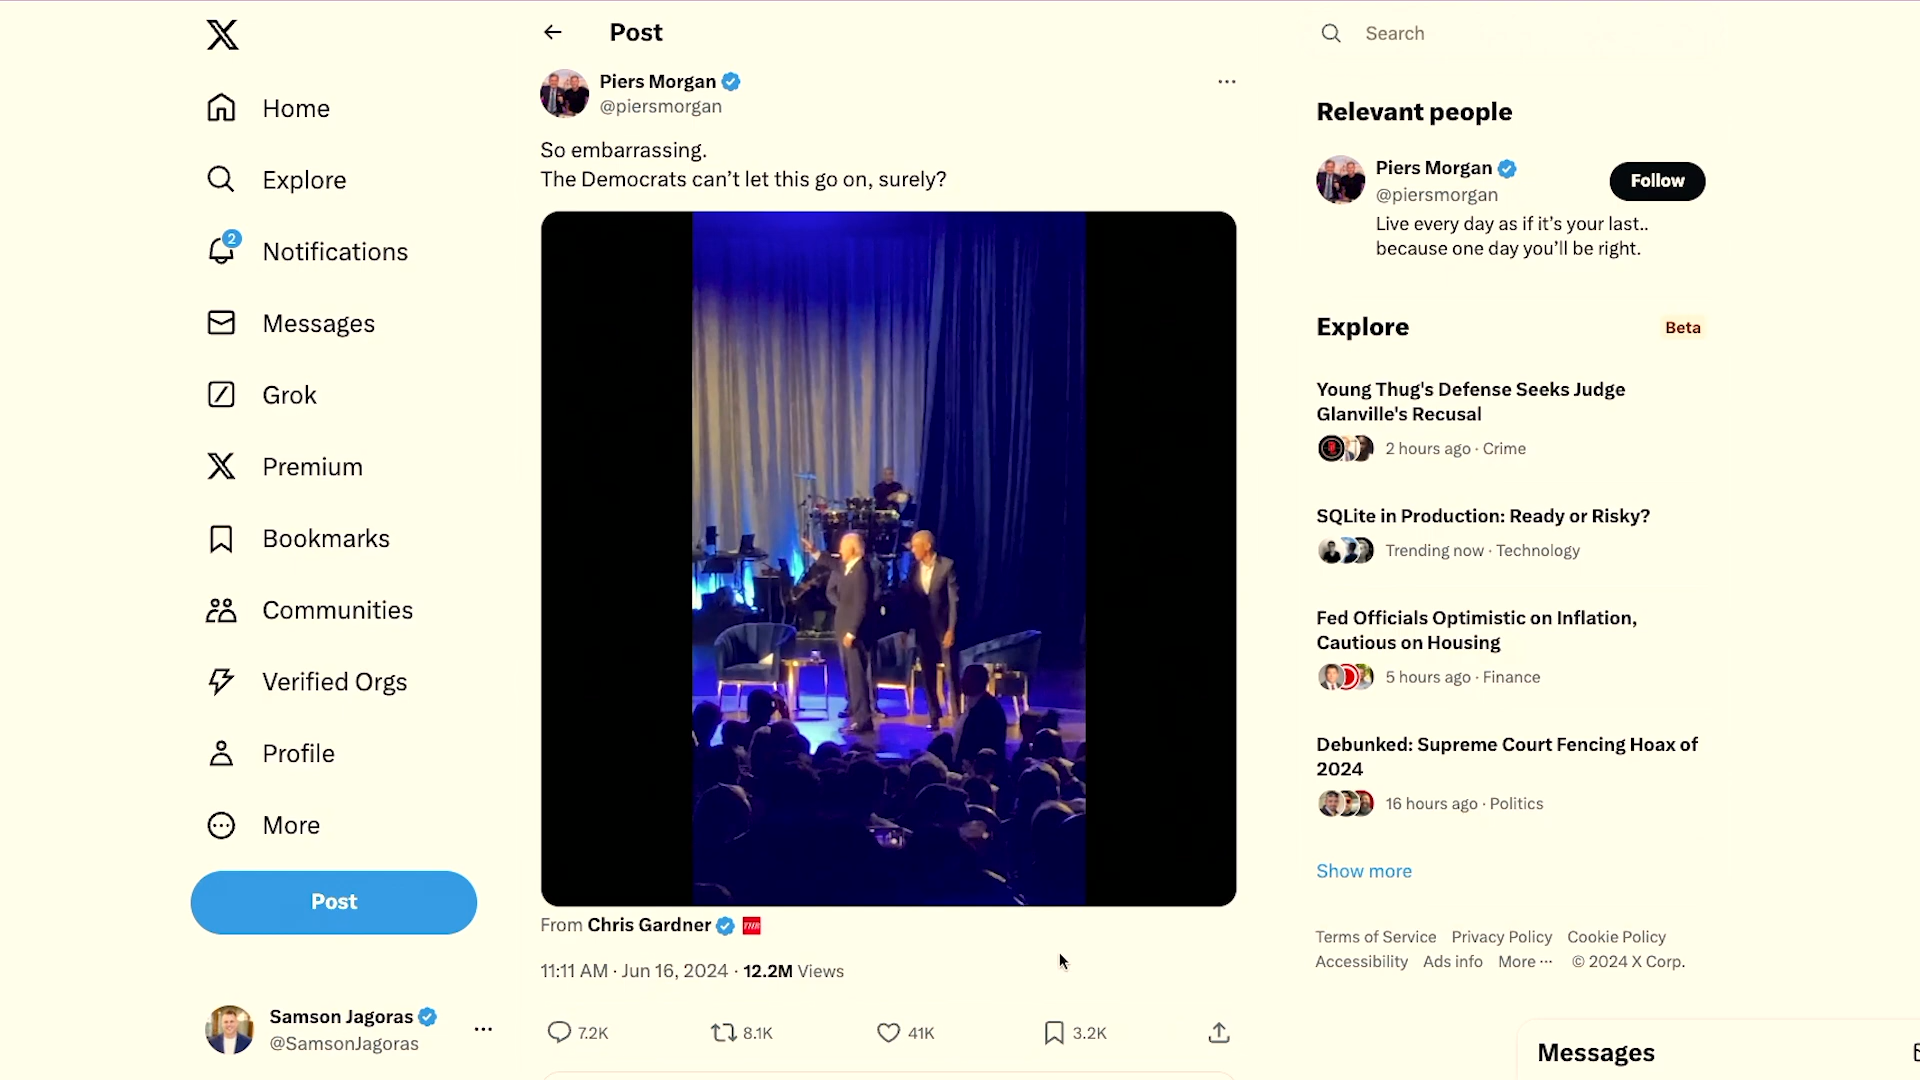 Home
Explore
2
Notifications
Messages
Grok
Premium
Bookmarks
Communities
Verified Orgs
Profile
More
Post
Samson Jagoras
@SamsonJagoras
Post
Piers Morgan
@piersmorgan
So embarrassing.
The Democrats can’t let this go on, surely?
From Chris Gardner THR
11:11 AM · Jun 16, 2024 · 12.2M Views
7.2K 8.1K 41K 3.2K
Search
Relevant people
Piers Morgan
@piersmorgan
Follow
Live every day as if it’s your last..
because one day you’ll be right.
Explore
Beta
Young Thug's Defense Seeks Judge
Glanville's Recusal
2 hours ago · Crime
SQLite in Production: Ready or Risky?
Trending now · Technology
Fed Officials Optimistic on Inflation,
Cautious on Housing
5 hours ago · Finance
Debunked: Supreme Court Fencing Hoax of
2024
16 hours ago · Politics
Show more
Terms of Service Privacy Policy Cookie Policy
Accessibility Ads info More ··· © 2024 X Corp.
Messages